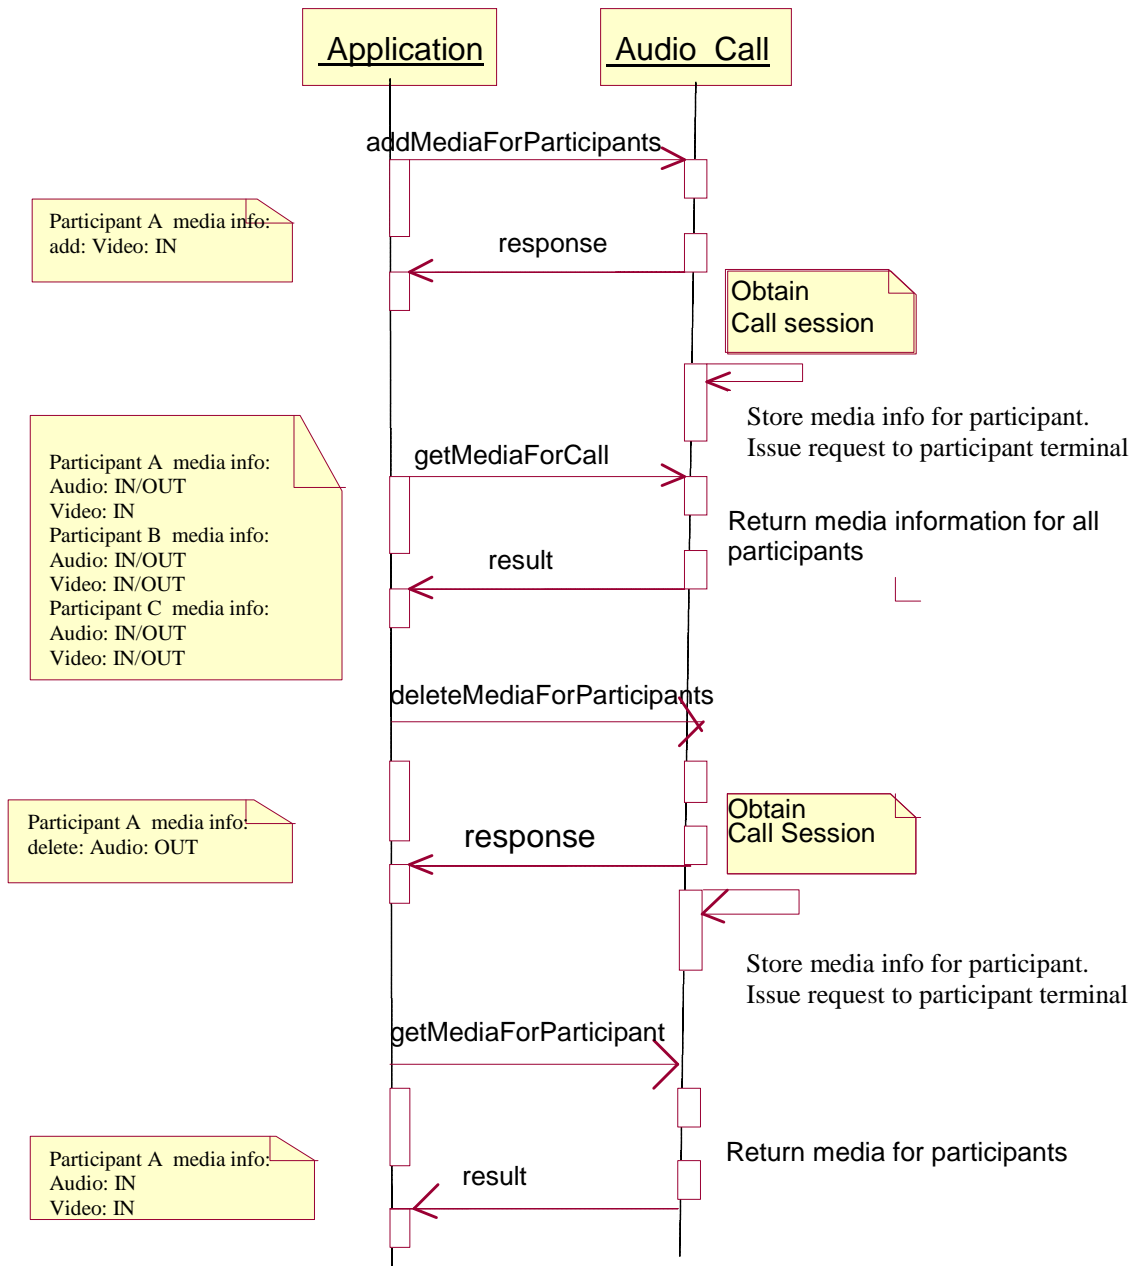 Application
Audio Call
addMediaForParticipants
Participant A media info:
add: Video: IN
response
Obtain
Call session
Store media info for participant.
Issue request to participant terminal
getMediaForCall
Participant A media info:
Audio: IN/OUT
Video: IN
Participant B media info:
Audio: IN/OUT
Video: IN/OUT
Participant C media info:
Audio: IN/OUT
Video: IN/OUT
Return media information for all
participants
result
deleteMediaForParticipants
Participant A media info:
delete: Audio: OUT
response
Obtain
Call Session
Store media info for participant.
Issue request to participant terminal
getMediaForParticipant
Participant A media info:
Audio: IN
Video: IN
Return media for participants
result